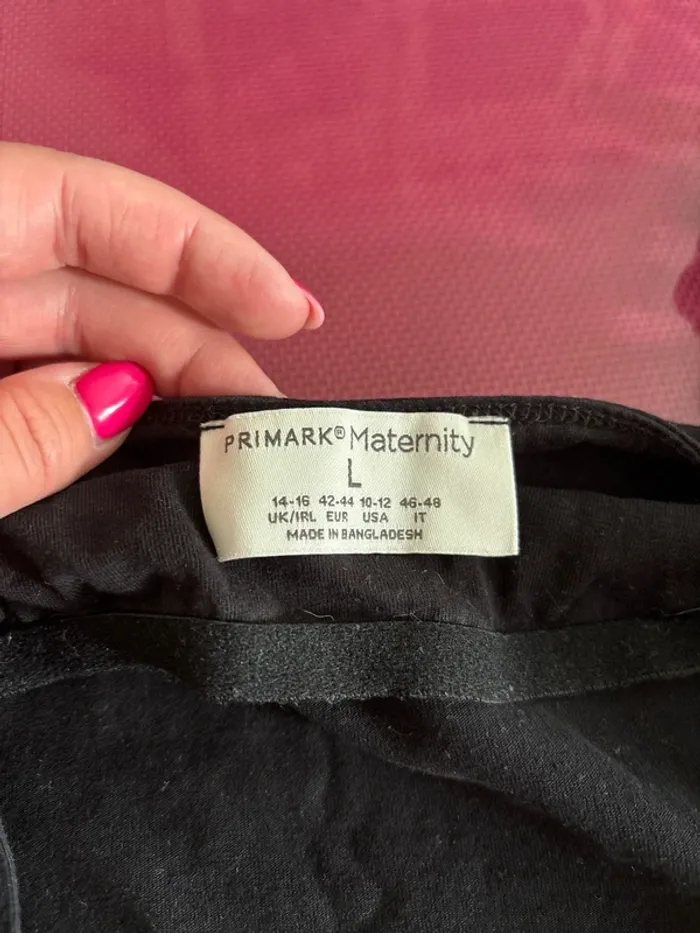 PRIMARK® Maternity
L
14-16 42-44 10-12 46-48
UK/IRL EUR USA IT
MADE IN BANGLADESH